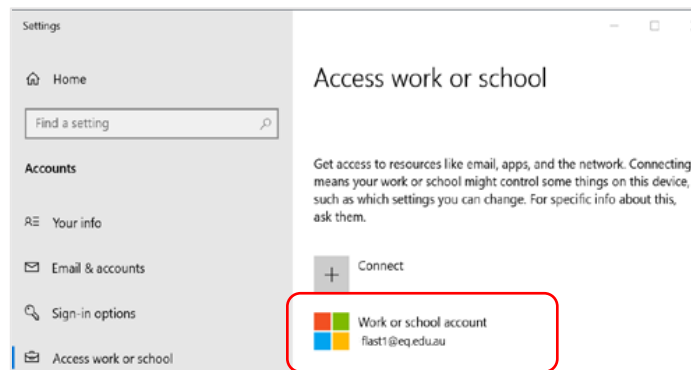 Settings
Home
Find a setting
Accounts
Your info
Email & accounts
Sign-in options
Access work or school
Access work or school
Get access to resources like email, apps, and the network. Connecting
means your work or school might control some things on this device,
such as which settings you can change. For specific info about this,
ask them.
Connect
Work or school account
flast1@eq.edu.au